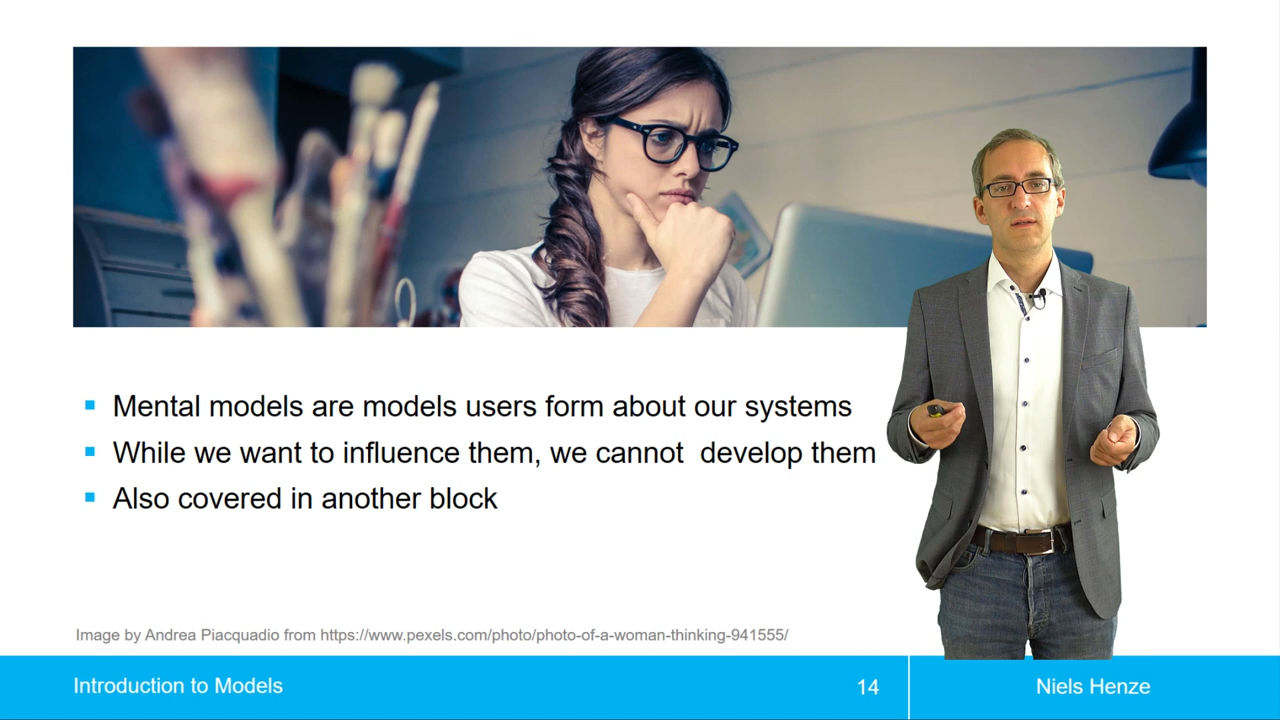 Mental models are models users form about our systems
While we want to influence them, we cannot  develop them
Also covered in another block
Image by Andrea Piacquadio from https://www.pexels.com/photo/photo-of-a-woman-thinking-941555/
Introduction to Models
14
Niels Henze